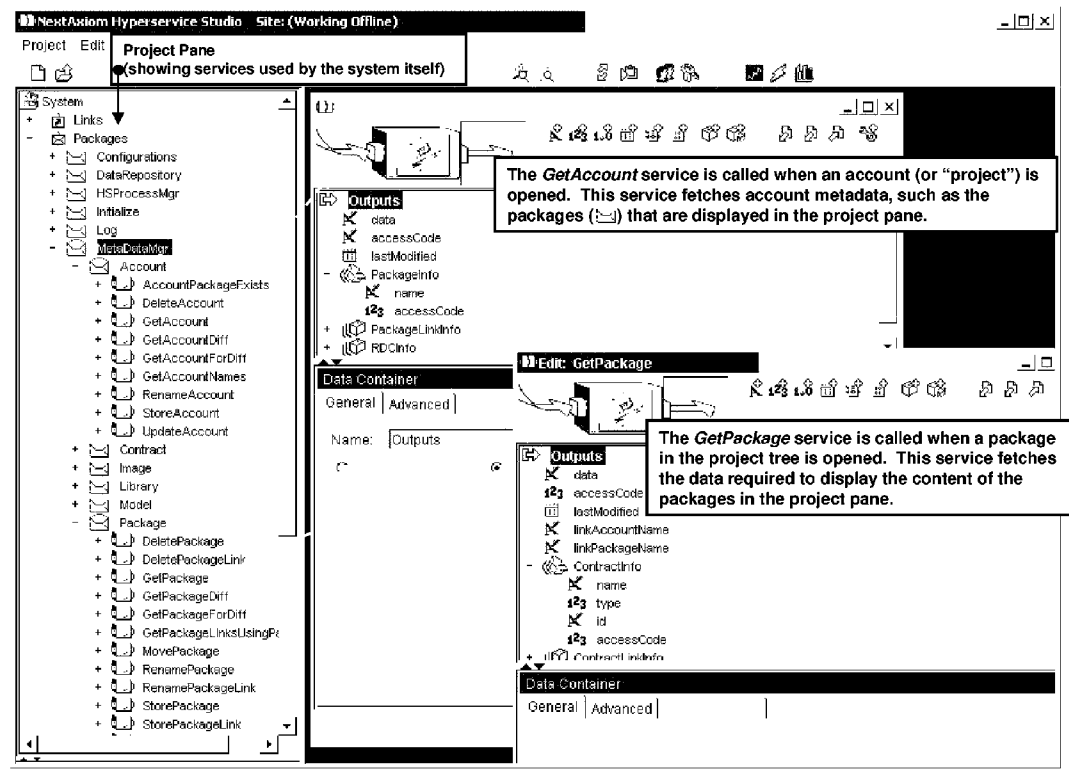 NextAxiom Hyperservice Studio Site: (Working Offline)
Project Edit
Project Pane
(showing services used by the system itself)
System
+ Links
- Packages
+ Configurations
+ DataRepository
+ HSProcessMgr
+ Intialize
+ Log
- MetaDataMgr
- Account
+ AccountPackageExists
+ DeleteAccount
+ GetAccount
+ GetAccountDiff
+ GetAccountForDiff
+ GetAccountNames
+ RenameAccount
+ StoreAccount
+ UpdateAccount
+ Contract
+ Image
+ Library
+ Model
- Package
+ DeletePackage
+ DeletePackageLink
+ GetPackage
+ GetPackageDiff
+ GetPackageForDiff
+ GetPackageLinksUsingPa
+ MovePackage
+ RenamePackage
+ RenamePackageLink
+ StorePackage
+ StorePackageLink
The GetAccount service is called when an account (or “project”) is
opened. This service fetches account metadata, such as the
packages ( ) that are displayed in the project pane.
Outputs
data
accessCode
lastModified
- PackageInfo
name
123 accessCode
+ PackageLinkInfo
+ RDCInfo
Data Container
General Advanced
Name: Outputs
Edit: GetPackage
The GetPackage service is called when a package
in the project tree is opened. This service fetches
the data required to display the content of the
packages in the project pane.
Outputs
data
123 accessCode
lastModified
linkAccountName
linkPackageName
- ContractInfo
name
123 type
id
123 accessCode
+ ContractLinkInfo
Data Container
General Advanced